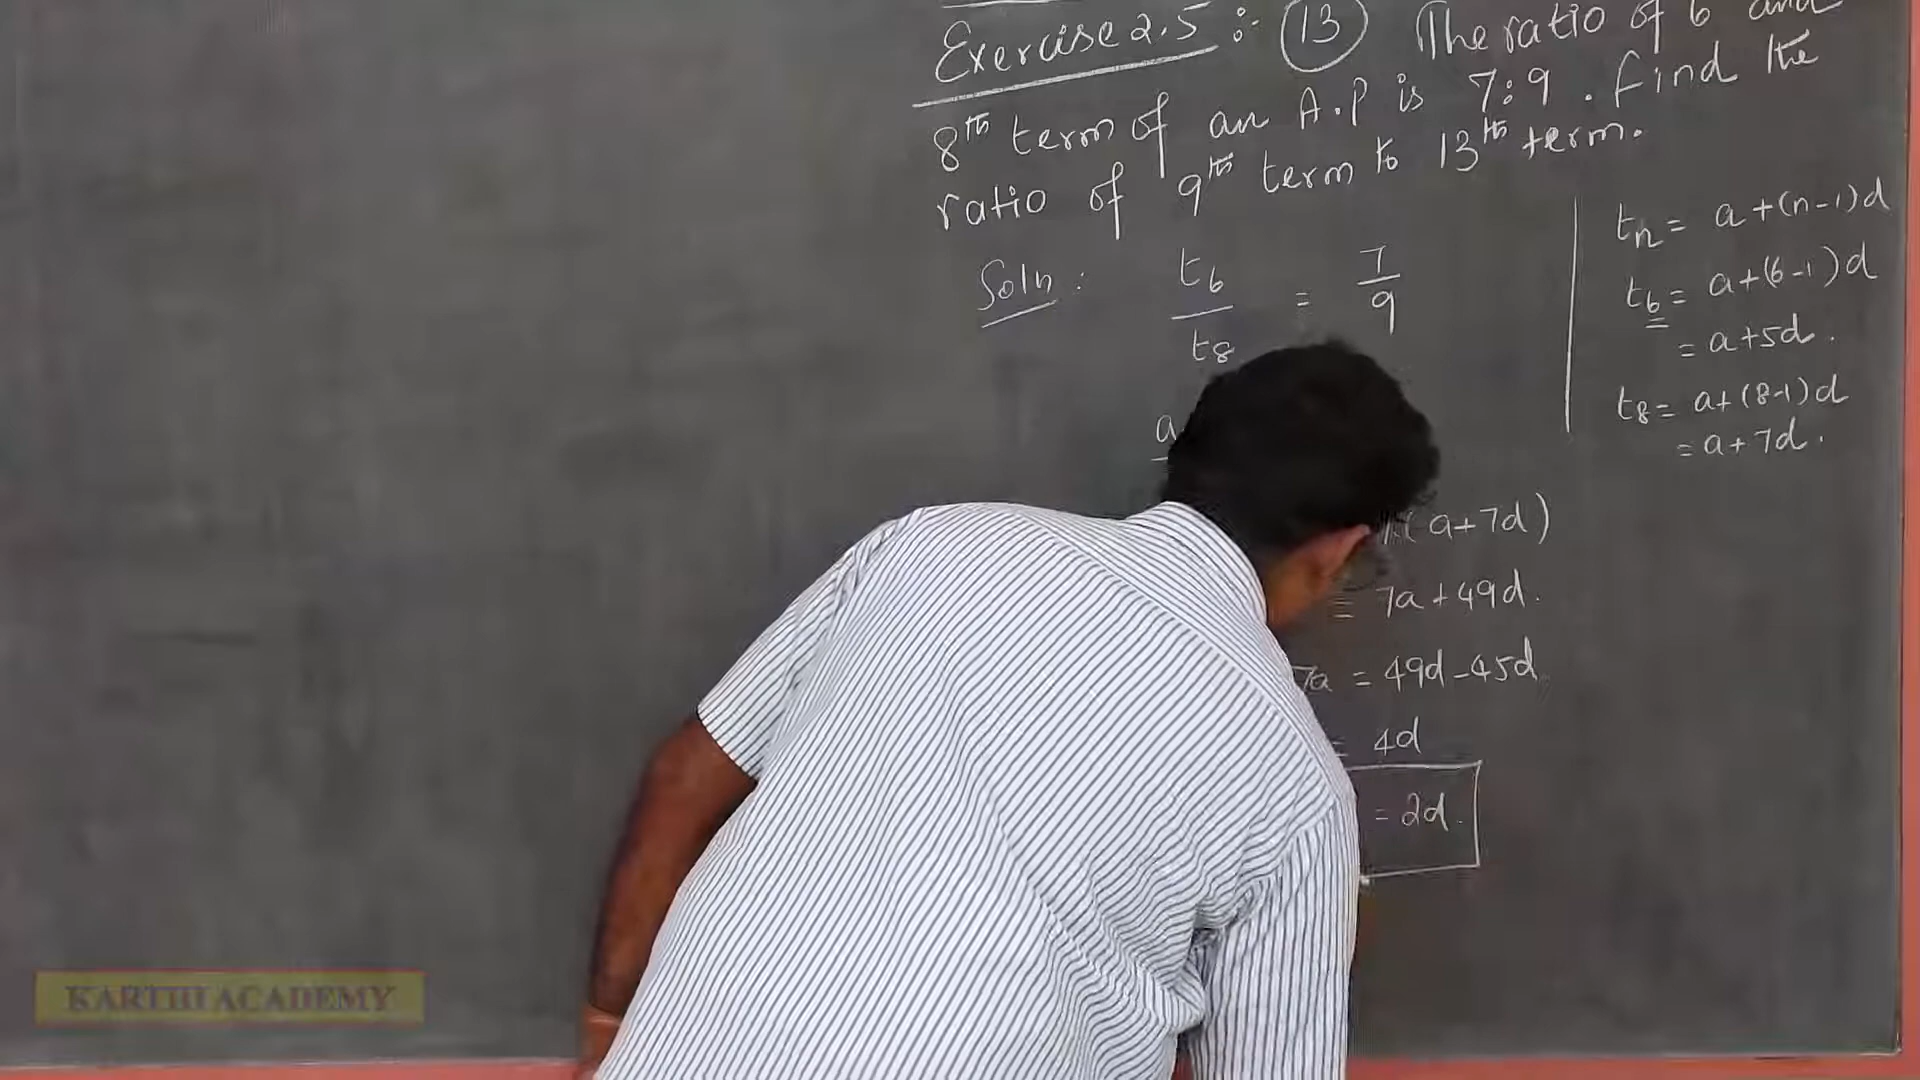 Exercise 2.5 :- 13 The ratio of 6 and
8th term of an A.P is 7:9 . Find the
ratio of 9th term to 13th term.
Soln : t6 / t8 = 7/9
a
(a+7d)
= 7a + 49d.
7a = 49d - 45d
= 4d
= 2d.
tn = a + (n-1)d
t6 = a + (6-1)d
= a + 5d.
t8 = a + (8-1)d
= a + 7d.
KARTHI ACADEMY